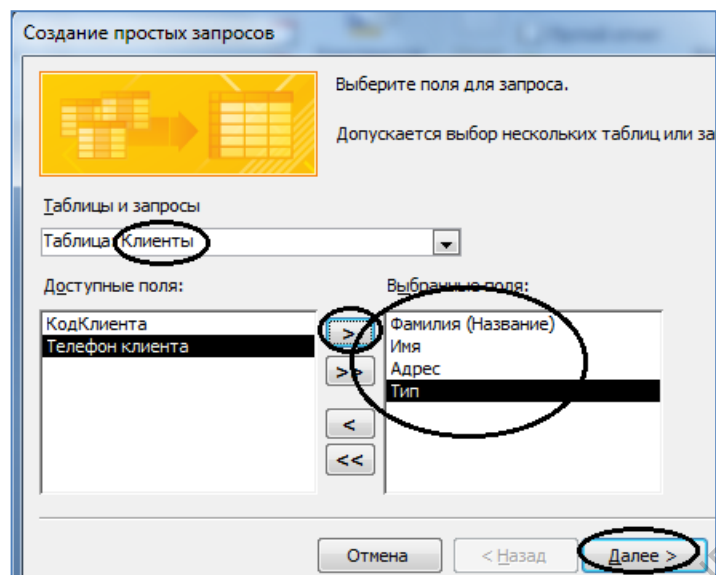 Создание простых запросов
Выберите поля для запроса.
Допускается выбор нескольких таблиц или за
Таблицы и запросы
Таблица: Клиенты
Доступные поля:
Выбранные поля:
КодКлиента
Телефон клиента
>
>>
<
<<
Фамилия (Название)
Имя
Адрес
Тип
Отмена
< Назад
Далее >